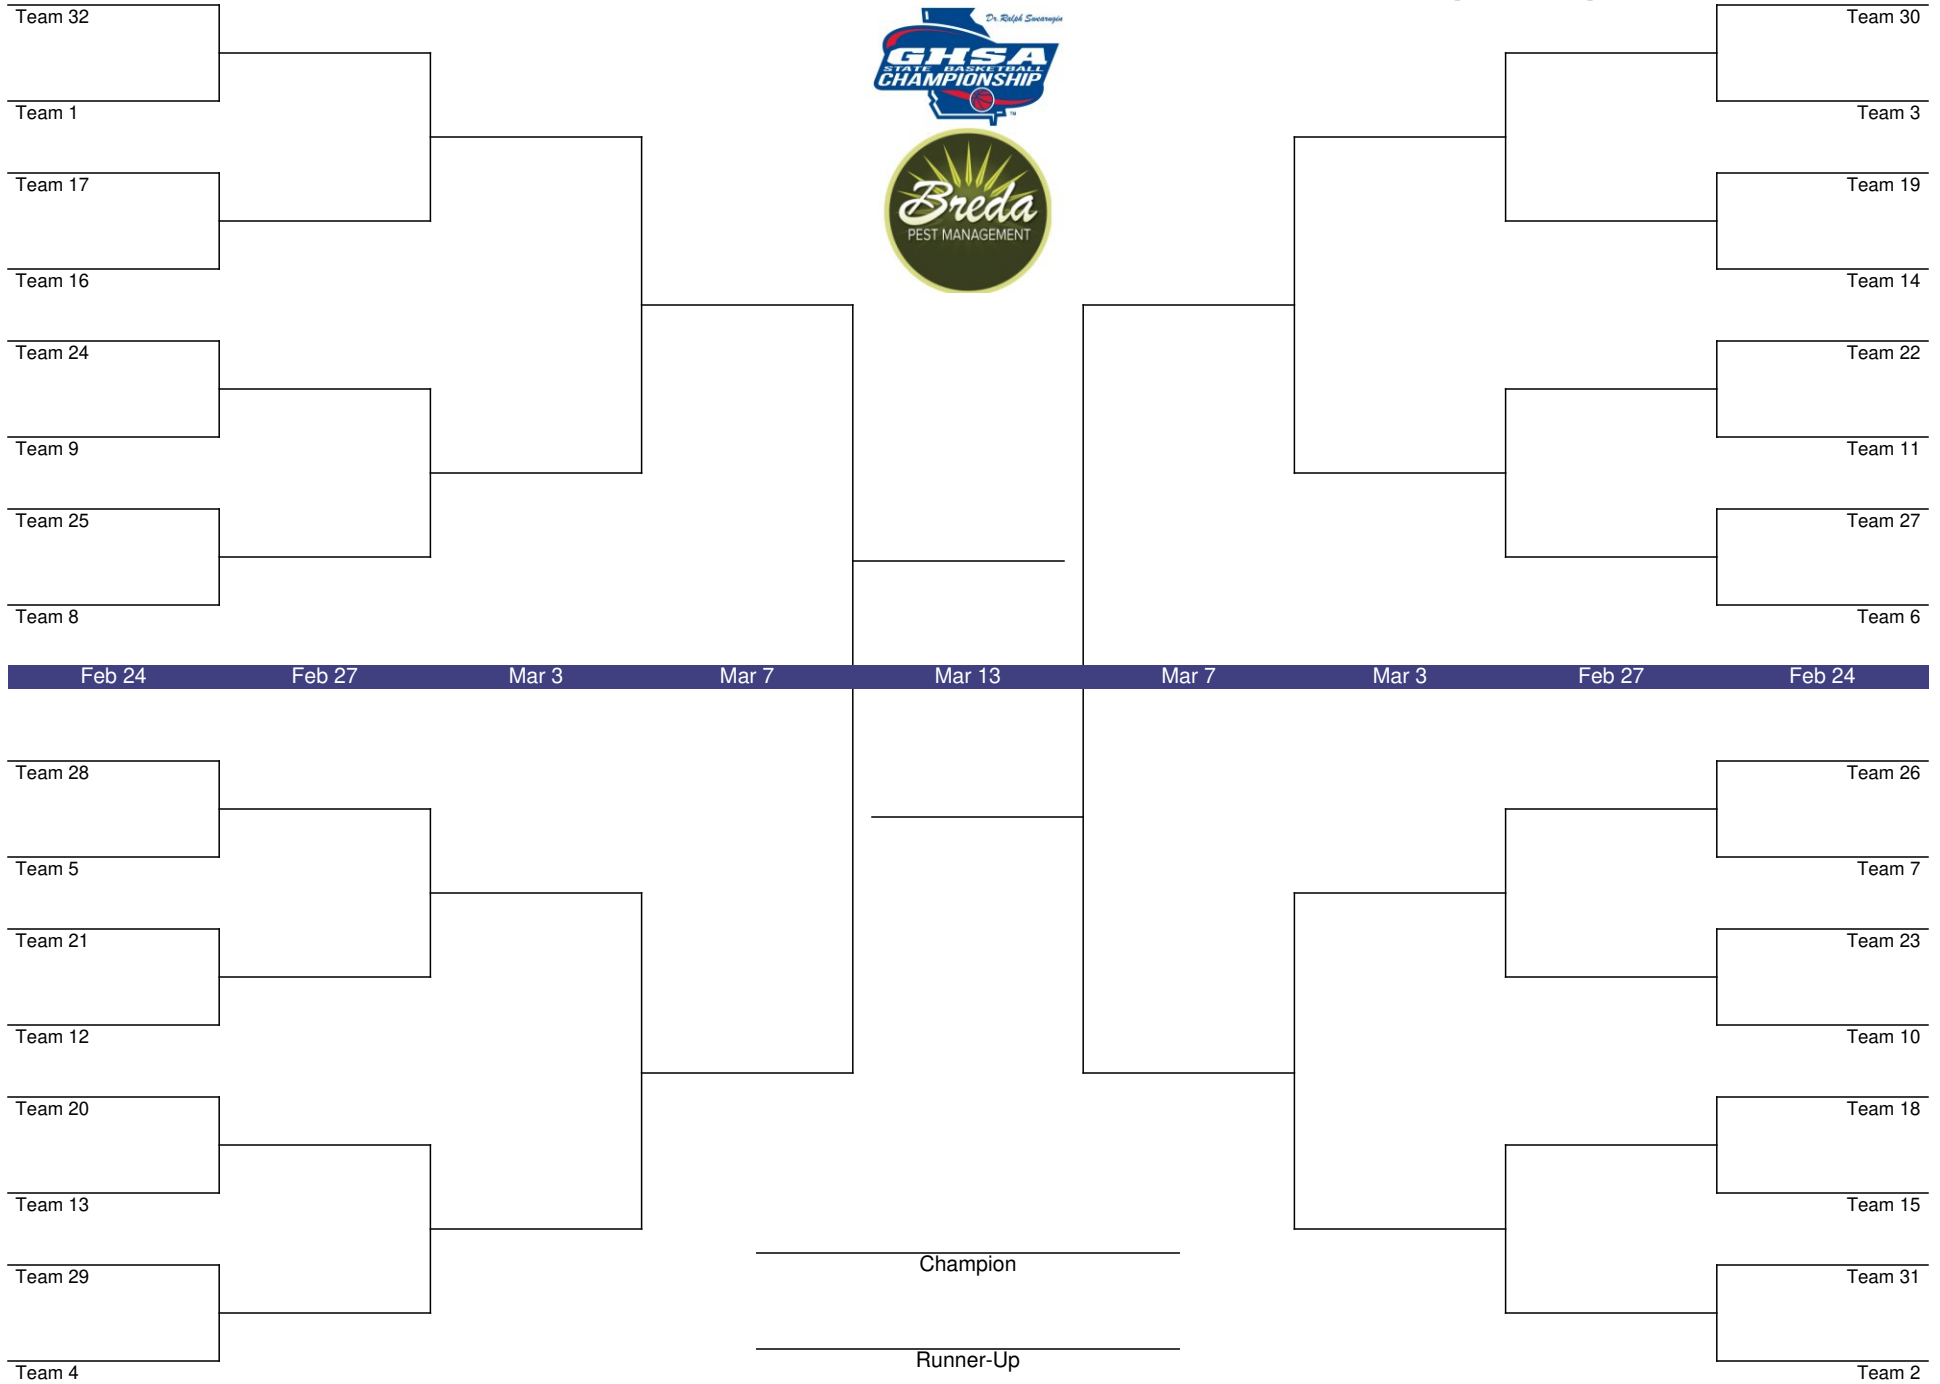 Team 32
Team 1
Team 17
Team 16
Team 24
Team 9
Team 25
Team 8
Dr. Ralph Swearngin
GHSA
STATE BASKETBALL
CHAMPIONSHIP
TM
Breda
PEST MANAGEMENT
Team 30
Team 3
Team 19
Team 14
Team 22
Team 11
Team 27
Team 6
Feb 24 Feb 27 Mar 3 Mar 7 Mar 13 Mar 7 Mar 3 Feb 27 Feb 24
Team 28
Team 5
Team 21
Team 12
Team 20
Team 13
Team 29
Team 4
Champion
Runner-Up
Team 26
Team 7
Team 23
Team 10
Team 18
Team 15
Team 31
Team 2